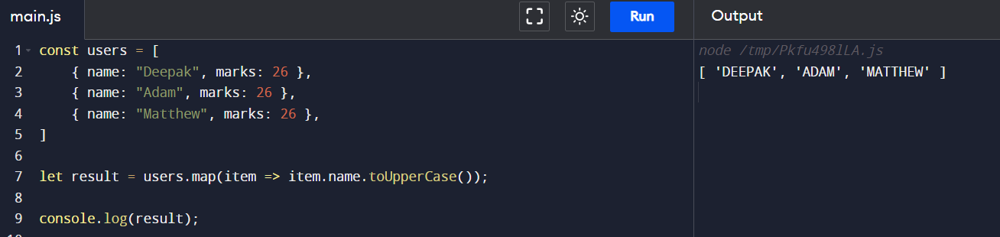 main.js
Run
Output
1 const users = [
2     { name: "Deepak", marks: 26 },
3     { name: "Adam", marks: 26 },
4     { name: "Matthew", marks: 26 },
5 ]
6
7 let result = users.map(item => item.name.toUpperCase());
8
9 console.log(result);
10
node /tmp/Pkfu498lLA.js
[ 'DEEPAK', 'ADAM', 'MATTHEW' ]